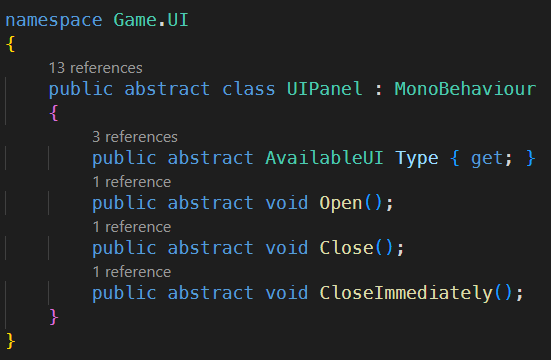 namespace Game.UI
{
13 references
public abstract class UIPanel : MonoBehaviour
{
3 references
public abstract AvailableUI Type { get; }
1 reference
public abstract void Open();
1 reference
public abstract void Close();
1 reference
public abstract void CloseImmediately();
}
}